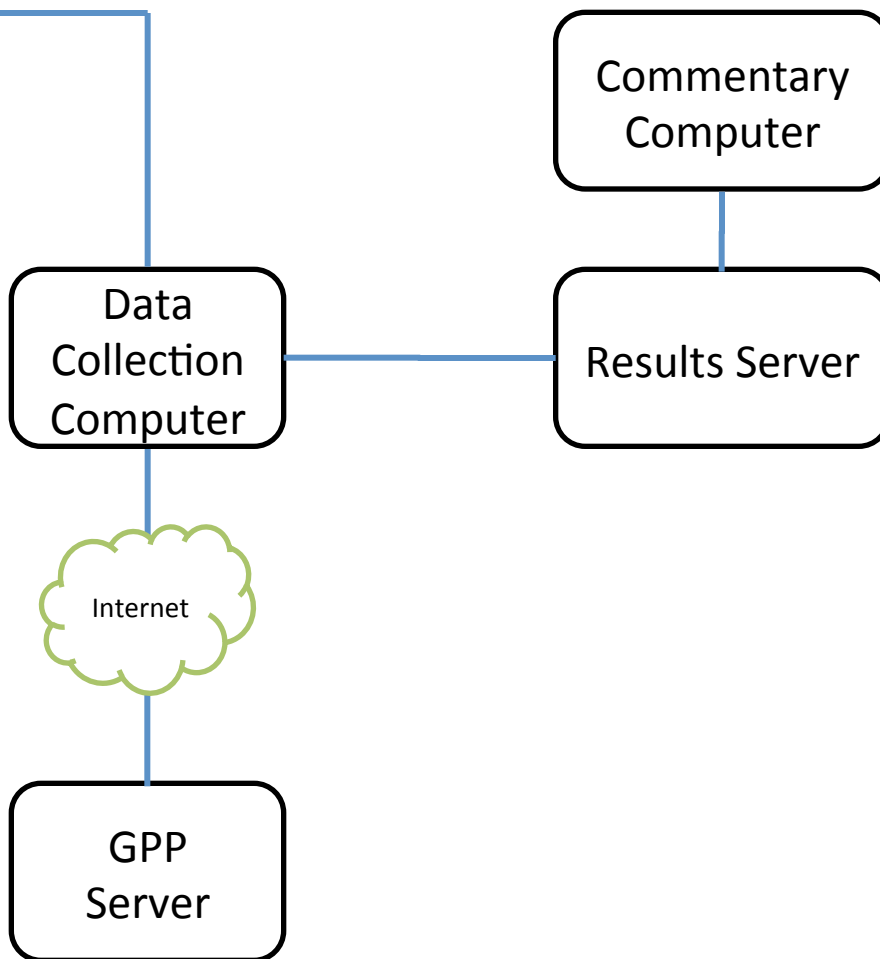 Commentary
Computer
Data
Collection
Computer
Results Server
Internet
GPP
Server